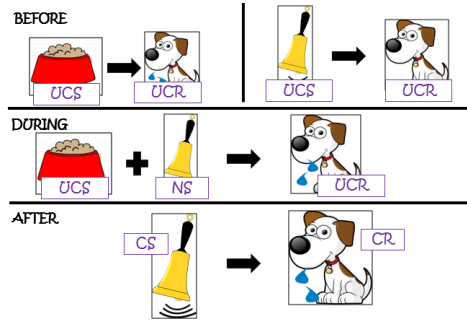 BEFORE
UCS
UCR
UCS
UCR
DURING
UCS
NS
UCR
AFTER
CS
CR